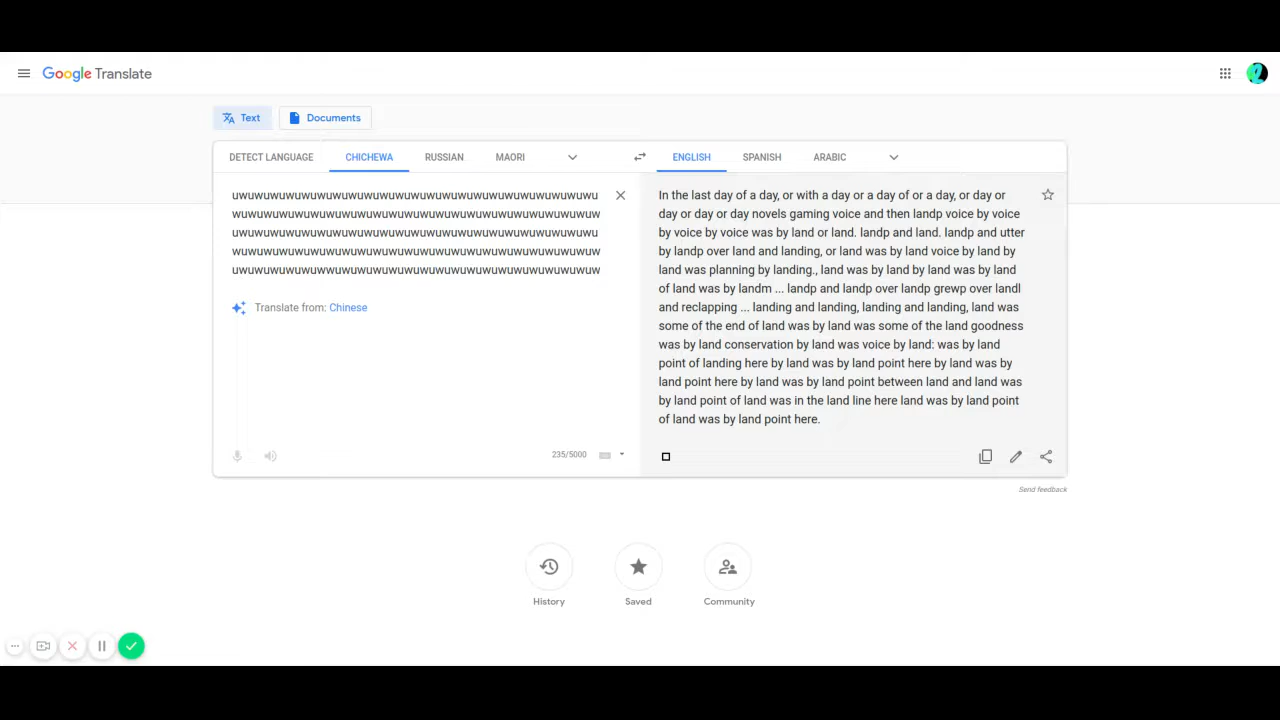 Google Translate
Text
Documents
DETECT LANGUAGE
CHICHEWA
RUSSIAN
MAORI
ENGLISH
SPANISH
ARABIC
uwuwuwuwuwuwuwuwuwuwuwuwuwuwuwuwuwuwuwuwuwuwuwu
wuwuwuwuwuwuwuwuwuwuwuwuwuwuwuwuwuwuwuwuwuwuwuw
uwuwuwuwuwuwuwuwuwuwuwuwuwuwuwuwuwuwuwuwuwuwuwu
wuwuwuwuwuwuwuwuwuwuwuwuwuwuwuwuwuwuwuwuwuwuwuw
uwuwuwuwuwuwwuwuwuwuwuwuwuwuwuwuwuwuwuwuwuwuwuw
Translate from: Chinese
235/5000
In the last day of a day, or with a day or a day of or a day, or day or
day or day or day novels gaming voice and then landp voice by voice
by voice by voice was by land or land. landp and land. landp and utter
by landp over land and landing, or land was by land voice by land by
land was planning by landing., land was by land by land was by land
of land was by landm ... landp and landp over landp grewp over landl
and reclapping ... landing and landing, landing and landing, land was
some of the end of land was by land was some of the land goodness
was by land conservation by land was voice by land: was by land
point of landing here by land was by land point here by land was by
land point here by land was by land point between land and land was
by land point of land was in the land line here land was by land point
of land was by land point here.
Send feedback
History
Saved
Community